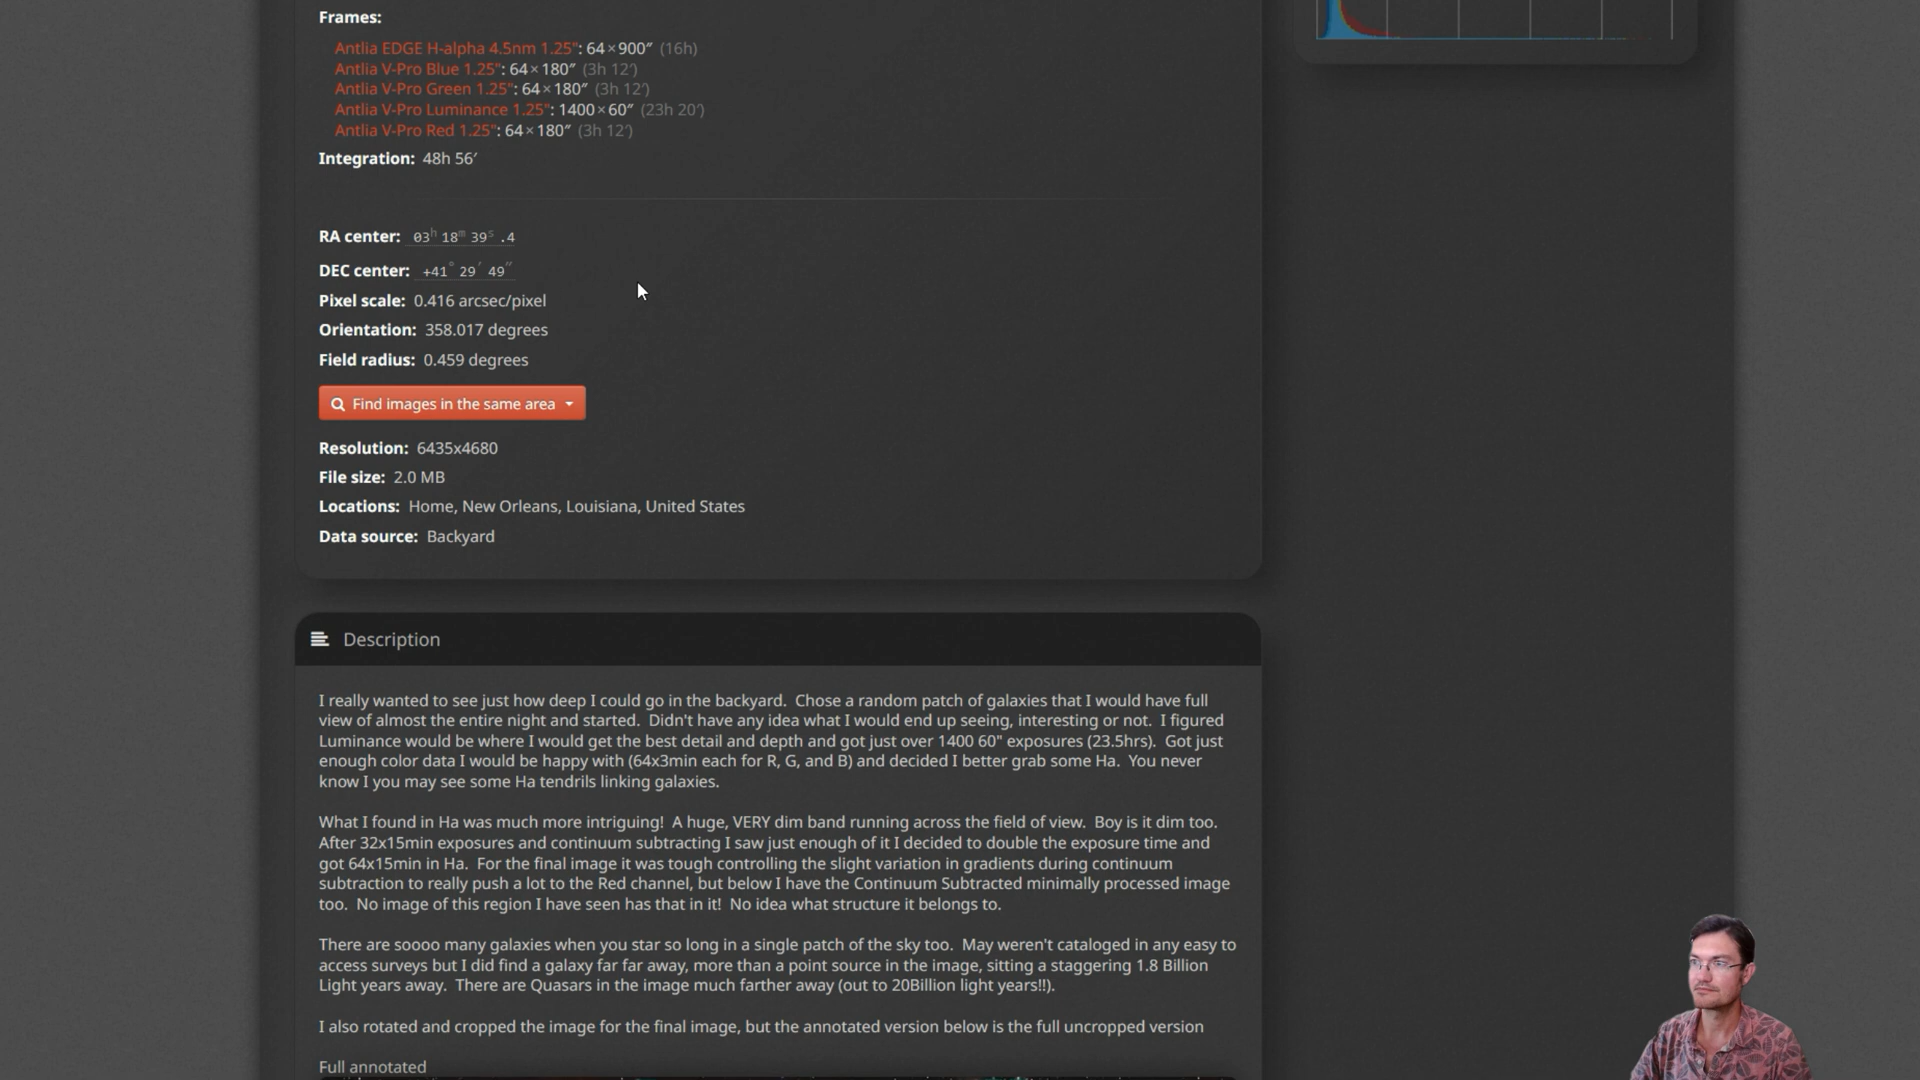 Frames:
Antlia EDGE H-alpha 4.5nm 1.25": 64×900″ (16h)
Antlia V-Pro Blue 1.25": 64×180″ (3h 12′)
Antlia V-Pro Green 1.25": 64×180″ (3h 12′)
Antlia V-Pro Luminance 1.25": 1400×60″ (23h 20′)
Antlia V-Pro Red 1.25": 64×180″ (3h 12′)
Integration: 48h 56′
RA center: 03h 18m 39s .4
DEC center: +41° 29′ 49″
Pixel scale: 0.416 arcsec/pixel
Orientation: 358.017 degrees
Field radius: 0.459 degrees
Find images in the same area
Resolution: 6435x4680
File size: 2.0 MB
Locations: Home, New Orleans, Louisiana, United States
Data source: Backyard
Description
I really wanted to see just how deep I could go in the backyard. Chose a random patch of galaxies that I would have full
view of almost the entire night and started. Didn't have any idea what I would end up seeing, interesting or not. I figured
Luminance would be where I would get the best detail and depth and got just over 1400 60" exposures (23.5hrs). Got just
enough color data I would be happy with (64x3min each for R, G, and B) and decided I better grab some Ha. You never
know I you may see some Ha tendrils linking galaxies.
What I found in Ha was much more intriguing! A huge, VERY dim band running across the field of view. Boy is it dim too.
After 32x15min exposures and continuum subtracting I saw just enough of it I decided to double the exposure time and
got 64x15min in Ha. For the final image it was tough controlling the slight variation in gradients during continuum
subtraction to really push a lot to the Red channel, but below I have the Continuum Subtracted minimally processed image
too. No image of this region I have seen has that in it! No idea what structure it belongs to.
There are soooo many galaxies when you star so long in a single patch of the sky too. May weren't cataloged in any easy to
access surveys but I did find a galaxy far far away, more than a point source in the image, sitting a staggering 1.8 Billion
Light years away. There are Quasars in the image much farther away (out to 20Billion light years!!).
I also rotated and cropped the image for the final image, but the annotated version below is the full uncropped version
Full annotated